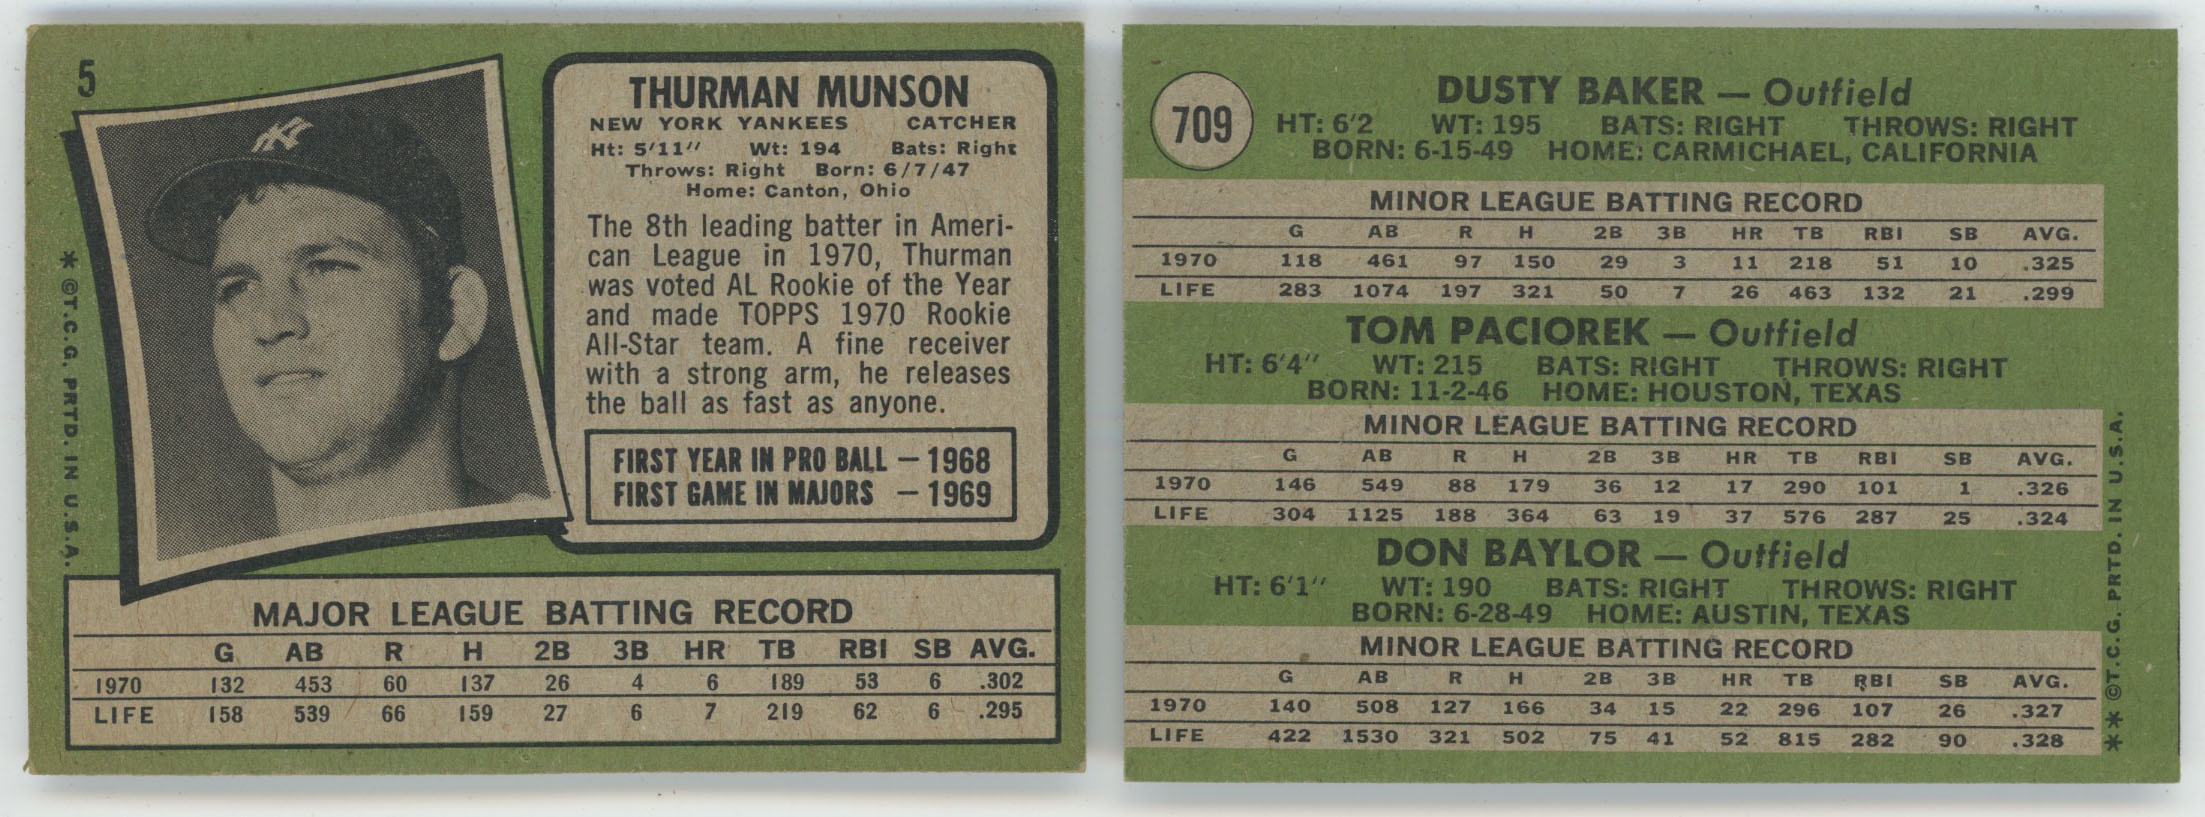 5
THURMAN MUNSON
NEW YORK YANKEES CATCHER
Ht: 5'11" Wt: 194 Bats: Right
Throws: Right Born: 6/7/47
Home: Canton, Ohio
The 8th leading batter in Ameri-
can League in 1970, Thurman
was voted AL Rookie of the Year
and made TOPPS 1970 Rookie
All-Star team. A fine receiver
with a strong arm, he releases
the ball as fast as anyone.
FIRST YEAR IN PRO BALL – 1968
FIRST GAME IN MAJORS – 1969
* ©T.C.G. PRTD. IN U.S.A.
NY
MAJOR LEAGUE BATTING RECORD
G AB R H 2B 3B HR TB RBI SB AVG.
1970 132 453 60 137 26 4 6 189 53 6 .302
LIFE 158 539 66 159 27 6 7 219 62 6 .295
709
DUSTY BAKER — Outfield
HT: 6'2 WT: 195 BATS: RIGHT THROWS: RIGHT
BORN: 6-15-49 HOME: CARMICHAEL, CALIFORNIA
MINOR LEAGUE BATTING RECORD
G AB R H 2B 3B HR TB RBI SB AVG.
1970 118 461 97 150 29 3 11 218 51 10 .325
LIFE 283 1074 197 321 50 7 26 463 132 21 .299
TOM PACIOREK — Outfield
HT: 6'4" WT: 215 BATS: RIGHT THROWS: RIGHT
BORN: 11-2-46 HOME: HOUSTON, TEXAS
MINOR LEAGUE BATTING RECORD
G AB R H 2B 3B HR TB RBI SB AVG.
1970 146 549 88 179 36 12 17 290 101 1 .326
LIFE 304 1125 188 364 63 19 37 576 287 25 .324
DON BAYLOR — Outfield
HT: 6'1" WT: 190 BATS: RIGHT THROWS: RIGHT
BORN: 6-28-49 HOME: AUSTIN, TEXAS
MINOR LEAGUE BATTING RECORD
G AB R H 2B 3B HR TB RBI SB AVG.
1970 140 508 127 166 34 15 22 296 107 26 .327
LIFE 422 1530 321 502 75 41 52 815 282 90 .328
** ©T.C.G. PRTD. IN U.S.A.